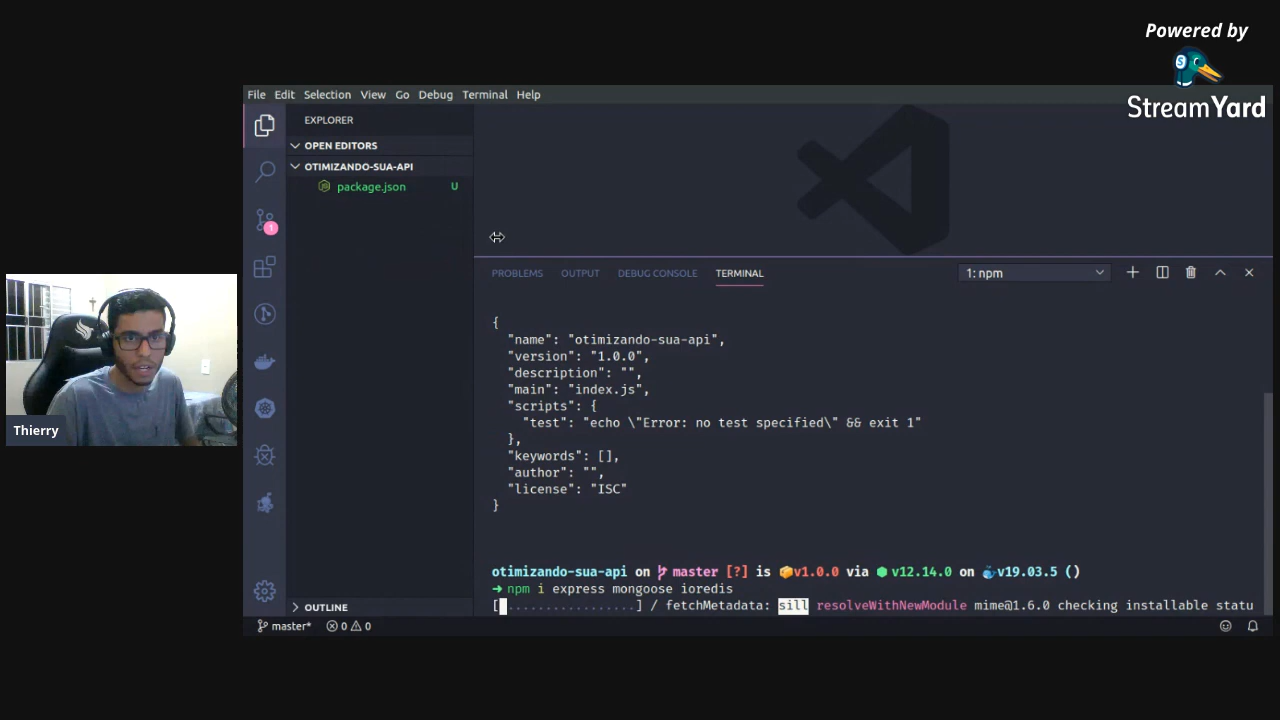 Powered by
StreamYard
File Edit Selection View Go Debug Terminal Help
EXPLORER
OPEN EDITORS
OTIMIZANDO-SUA-API
package.json U
1
PROBLEMS OUTPUT DEBUG CONSOLE TERMINAL 1: npm
{
"name": "otimizando-sua-api",
"version": "1.0.0",
"description": "",
"main": "index.js",
"scripts": {
"test": "echo \"Error: no test specified\" && exit 1"
},
"keywords": [],
"author": "",
"license": "ISC"
}
otimizando-sua-api on master [?] is 📦v1.0.0 via ⬢ v12.14.0 on 🐳v19.03.5 ()
➜ npm i express mongoose ioredis
[ .................] / fetchMetadata: sill resolveWithNewModule mime@1.6.0 checking installable statu
OUTLINE
master* 0 0
Thierry